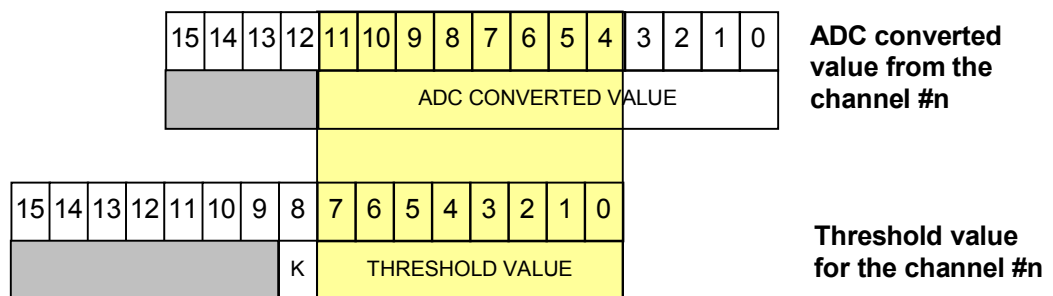 15 14 13 12 11 10 9 8 7 6 5 4 3 2 1 0
ADC CONVERTED VALUE
ADC converted
value from the
channel #n
15 14 13 12 11 10 9 8 7 6 5 4 3 2 1 0
K THRESHOLD VALUE
Threshold value
for the channel #n